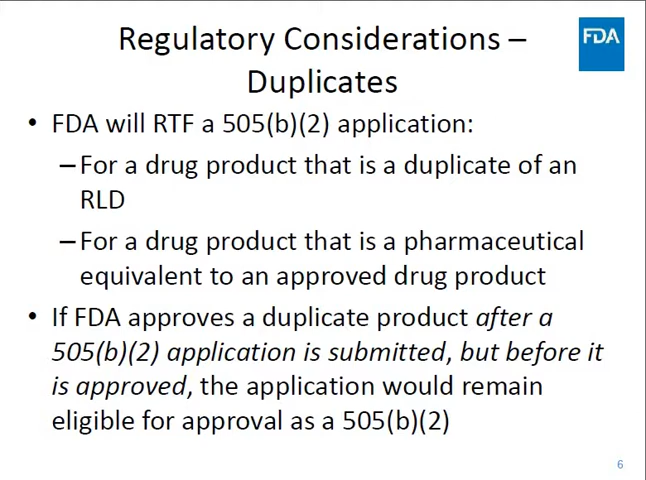 Regulatory Considerations –
Duplicates
FDA
• FDA will RTF a 505(b)(2) application:
–For a drug product that is a duplicate of an
RLD
–For a drug product that is a pharmaceutical
equivalent to an approved drug product
• If FDA approves a duplicate product after a
505(b)(2) application is submitted, but before it
is approved, the application would remain
eligible for approval as a 505(b)(2)
6